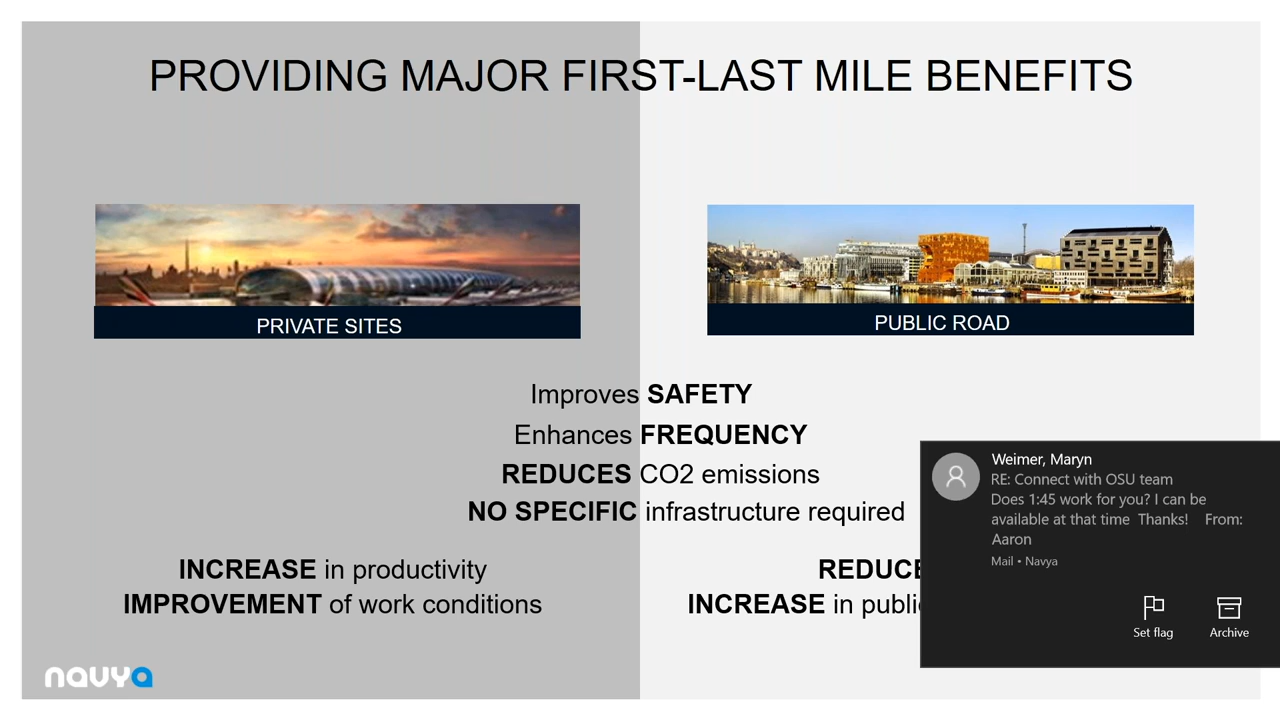 PROVIDING MAJOR FIRST-LAST MILE BENEFITS
PRIVATE SITES
PUBLIC ROAD
Improves SAFETY
Enhances FREQUENCY
REDUCES CO2 emissions
NO SPECIFIC infrastructure required
INCREASE in productivity
IMPROVEMENT of work conditions
INCREASE in
Weimer, Maryn
RE: Connect with OSU team
Does 1:45 work for you? I can be
available at that time Thanks! From:
Aaron
Mail • Navya
Set flag
Archive
navya